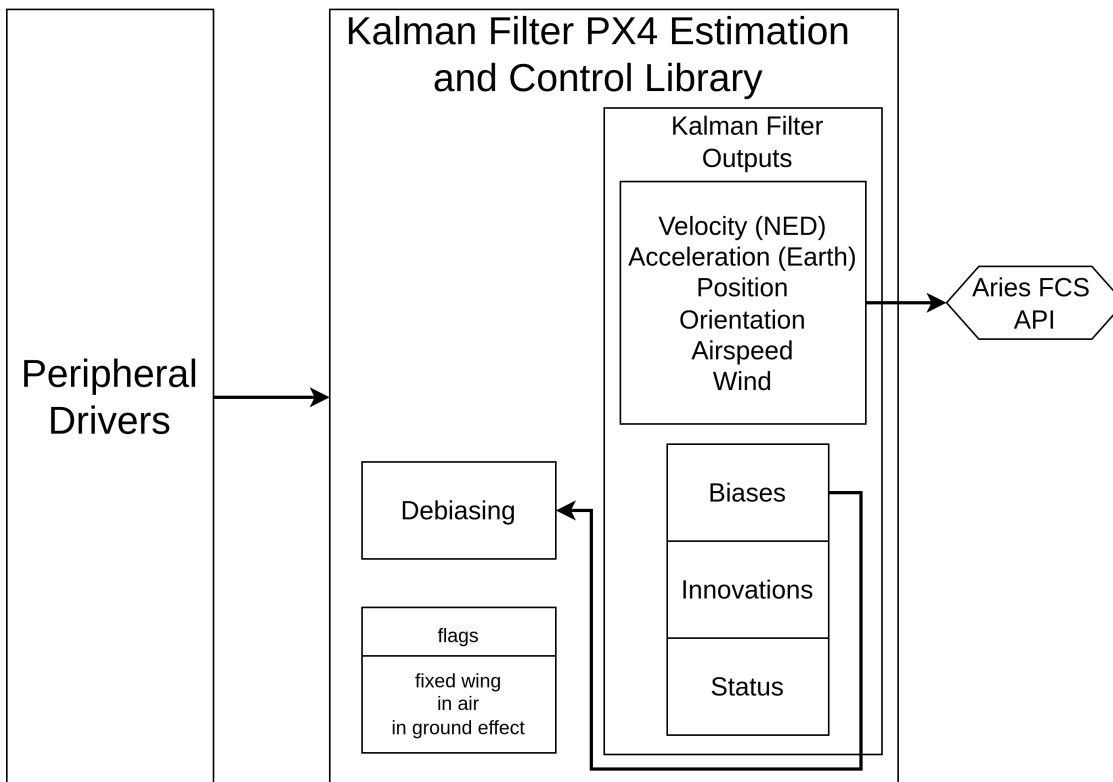 Peripheral
Drivers
Kalman Filter PX4 Estimation
and Control Library
Kalman Filter
Outputs
Velocity (NED)
Acceleration (Earth)
Position
Orientation
Airspeed
Wind
Aries FCS
API
Debiasing
Biases
Innovations
Status
flags
fixed wing
in air
in ground effect